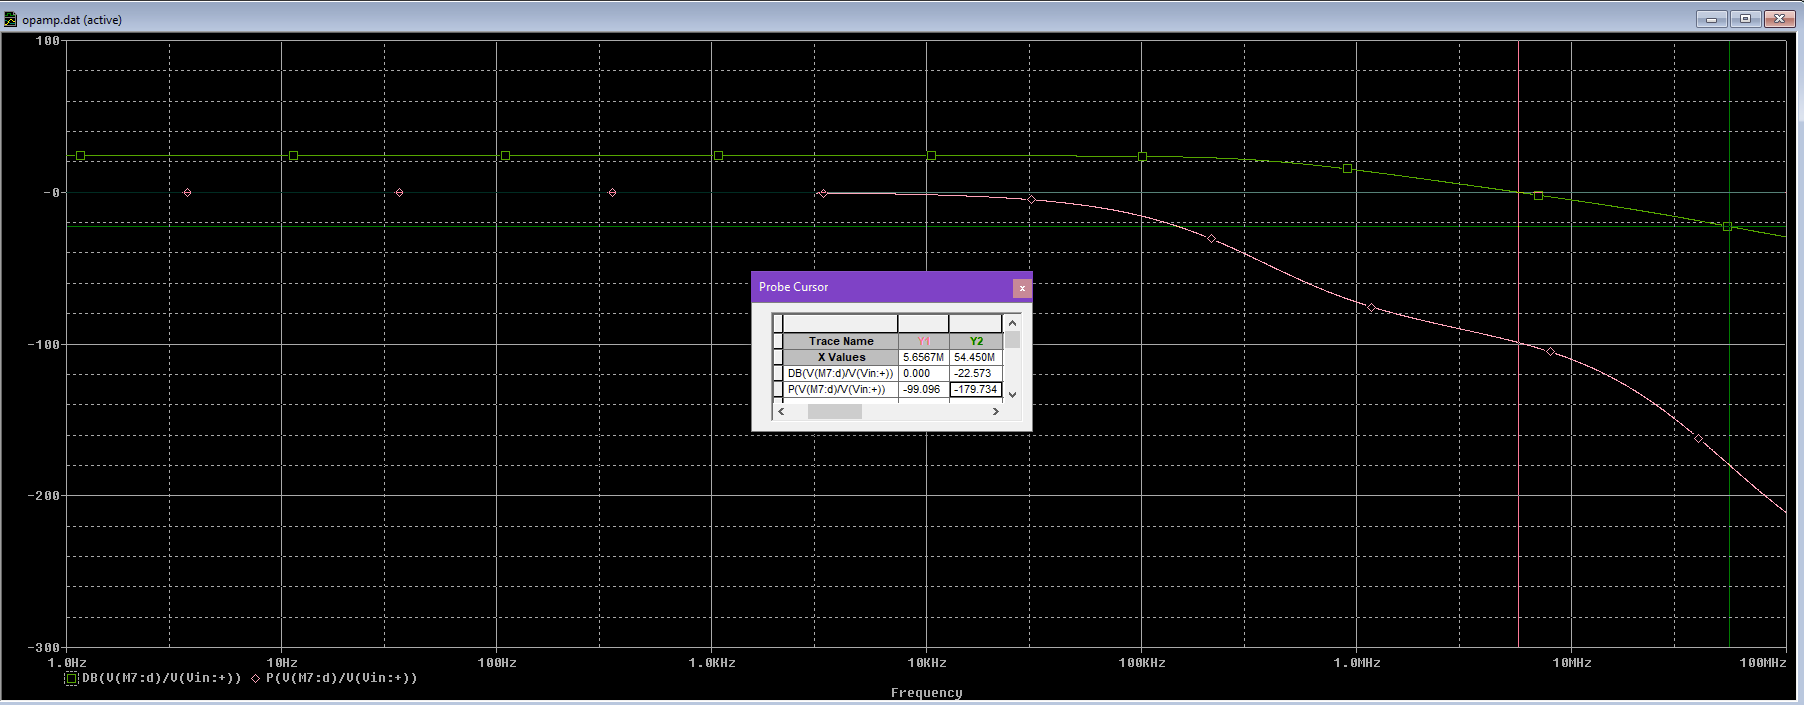 opamp.dat (active)
100
-0
-100
-200
-300
Probe Cursor
Trace Name Y1 Y2
X Values 5.6567M 54.450M
DB(V(M7:d)/V(Vin:+)) 0.000 -22.573
P(V(M7:d)/V(Vin:+)) -99.096 -179.734
1.0Hz 10Hz 100Hz 1.0KHz 10KHz 100KHz 1.0MHz 10MHz 100MHz
DB(V(M7:d)/V(Vin:+)) P(V(M7:d)/V(Vin:+))
Frequency